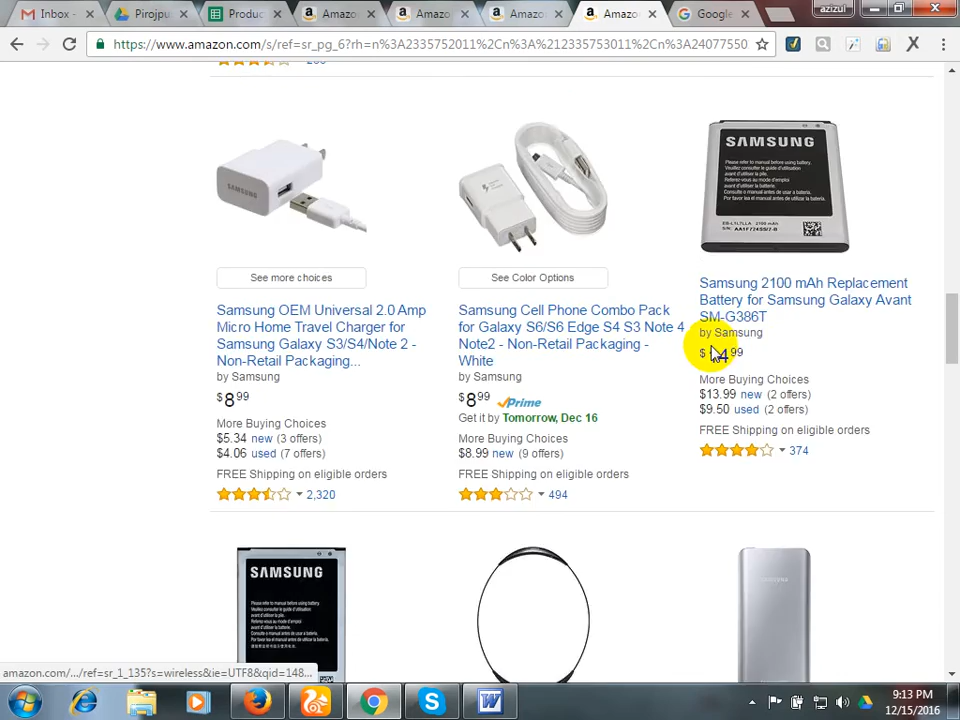 Inbox -
Pirojpu
Produc
Amazo
Amazo
Amazo
Amazo
Google
azizul
https://www.amazon.com/s/ref=sr_pg_6?rh=n%3A2335752011%2Cn%3A%212335753011%2Cn%3A24077550
SAMSUNG
SAMSUNG
EB-L1L7LLA 2100 mAh
See more choices
See Color Options
Samsung OEM Universal 2.0 Amp
Micro Home Travel Charger for
Galaxy S3/S4/Note 2 -
Non-Retail Packaging...
by Samsung
$8.99
More Buying Choices
$5.34 new (3 offers)
$4.06 used (7 offers)
FREE Shipping on eligible orders
2,320
Samsung Cell Phone Combo Pack
for Galaxy S6/S6 Edge S4 S3 Note 4
Note2 - Non-Retail Packaging -
White
by Samsung
$8.99 Prime
Get it by Tomorrow, Dec 16
More Buying Choices
$8.99 new (9 offers)
FREE Shipping on eligible orders
494
Samsung 2100 mAh Replacement
Battery for Samsung Galaxy Avant
SM-G386T
by Samsung
More Buying Choices
$13.99 new (2 offers)
$9.50 used (2 offers)
FREE Shipping on eligible orders
374
SAMSUNG
SAMSUNG
amazon.com/.../ref=sr_1_135?s=wireless&ie=UTF8&qid=148...
9:13 PM
12/15/2016